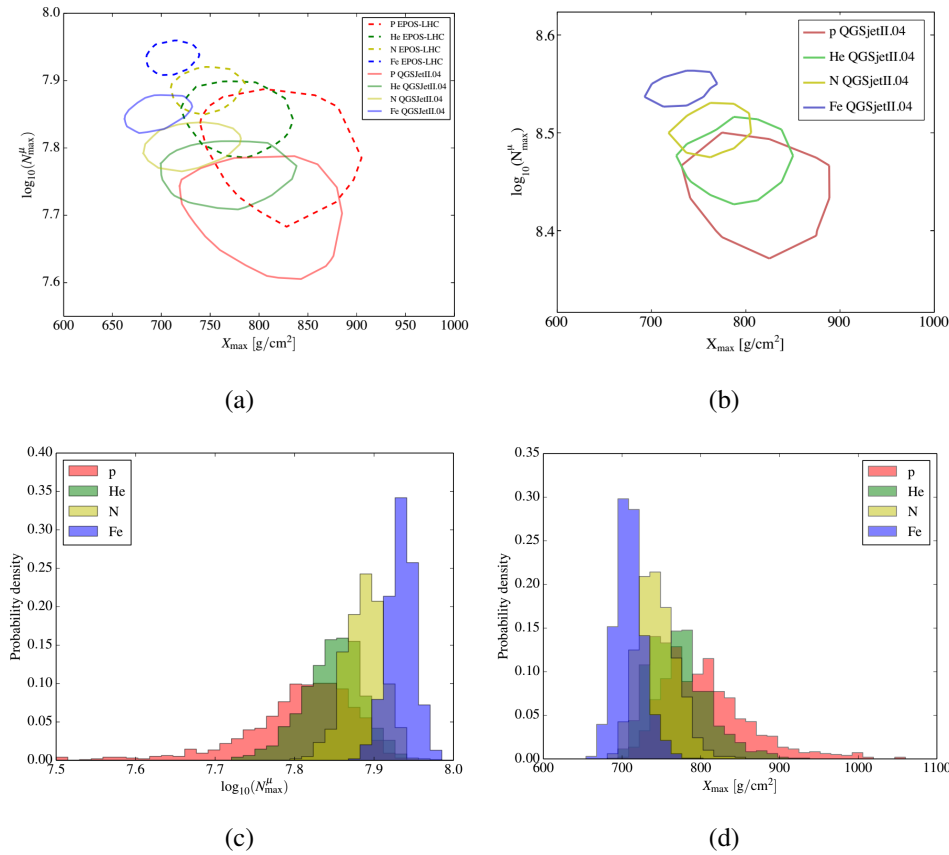 8.0
7.9
7.8
7.7
7.6
log₁₀(N^μ_max)
P EPOS-LHC
He EPOS-LHC
N EPOS-LHC
Fe EPOS-LHC
P QGSJetII.04
He QGSJetII.04
N QGSJetII.04
Fe QGSJetII.04
600 650 700 750 800 850 900 950 1000
X_max [g/cm²]
(a)
8.6
8.5
8.4
log₁₀(N^μ_max)
p QGSjetII.04
He QGSJetII.04
N QGSJetII.04
Fe QGSJetII.04
600 700 800 900 1000
X_max [g/cm²]
(b)
0.40
0.35
0.30
0.25
0.20
0.15
0.10
0.05
0.00
Probability density
p
He
N
Fe
7.5 7.6 7.7 7.8 7.9 8.0
log₁₀(N^μ_max)
(c)
0.35
0.30
0.25
0.20
0.15
0.10
0.05
0.00
Probability density
p
He
N
Fe
600 700 800 900 1000 1100
X_max [g/cm²]
(d)